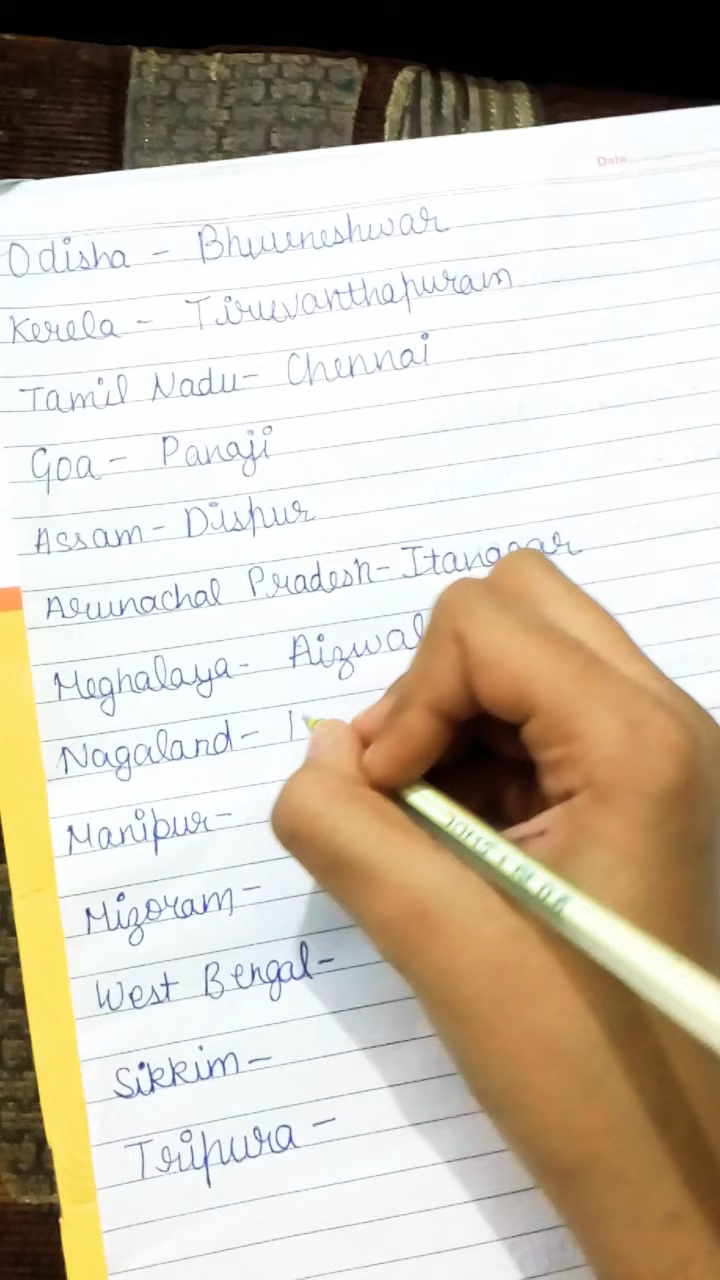 Date
Odisha - Bhuuneshwar
Kerela - Tiruvanthapuram
Tamil Nadu - Chennai
Goa - Panaji
Assam - Dispur
Arunachal Pradesh - Itanagar
Meghalaya - Aizwal
Nagaland -
Manipur -
Mizoram -
West Bengal -
Sikkim -
Tripura -